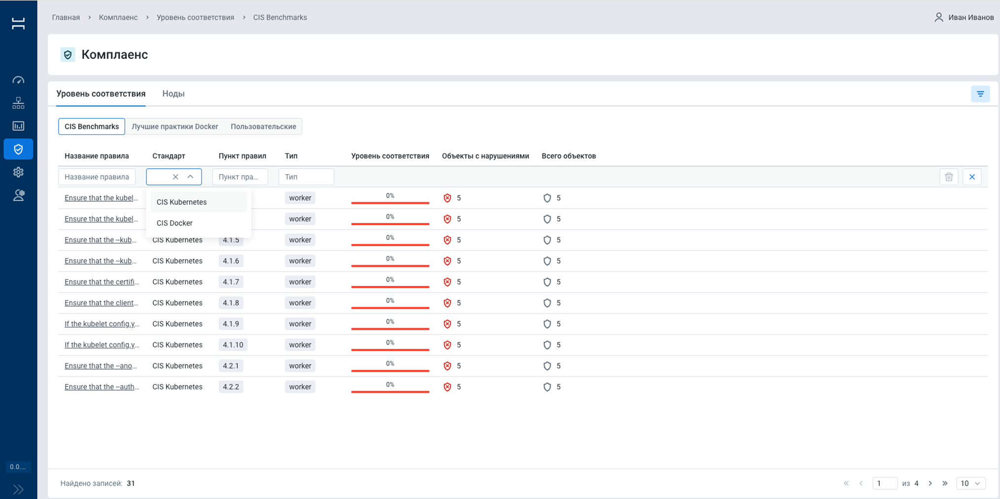 Главная › Комплаенс › Уровень соответствия › CIS Benchmarks
Иван Иванов
Комплаенс
Уровень соответствия Ноды
CIS Benchmarks Лучшие практики Docker Пользовательские
Название правила Стандарт Пункт правил Тип Уровень соответствия Объекты с нарушениями Всего объектов
Название правила Пункт пра... Тип
Ensure that the kubel... worker 0% 5 5
CIS Kubernetes
Ensure that the kubel... worker 0% 5 5
CIS Docker
Ensure that the --kub... CIS Kubernetes 4.1.5 worker 0% 5 5
Ensure that the --kub... CIS Kubernetes 4.1.6 worker 0% 5 5
Ensure that the certifi... CIS Kubernetes 4.1.7 worker 0% 5 5
Ensure that the client... CIS Kubernetes 4.1.8 worker 0% 5 5
If the kubelet config.y... CIS Kubernetes 4.1.9 worker 0% 5 5
If the kubelet config.y... CIS Kubernetes 4.1.10 worker 0% 5 5
Ensure that the --ano... CIS Kubernetes 4.2.1 worker 0% 5 5
Ensure that the --auth... CIS Kubernetes 4.2.2 worker 0% 5 5
0.0....
Найдено записей: 31
1 из 4 10